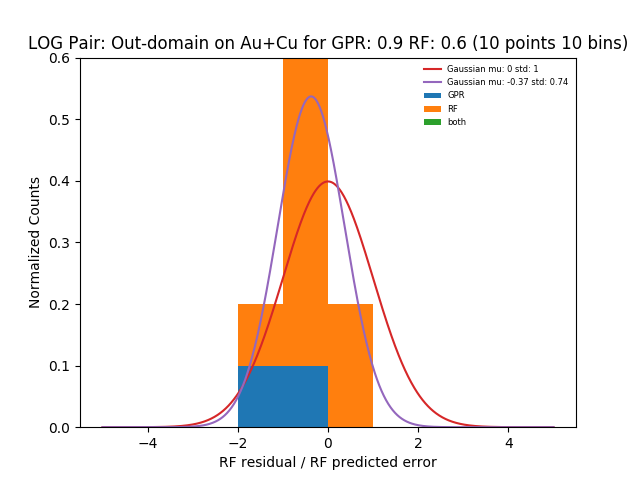 LOG Pair: Out-domain on Au+Cu for GPR: 0.9 RF: 0.6 (10 points 10 bins)
Gaussian mu: 0 std: 1
Gaussian mu: -0.37 std: 0.74
GPR
RF
both
Normalized Counts
0.6
0.5
0.4
0.3
0.2
0.1
0.0
−4 −2 0 2 4
RF residual / RF predicted error